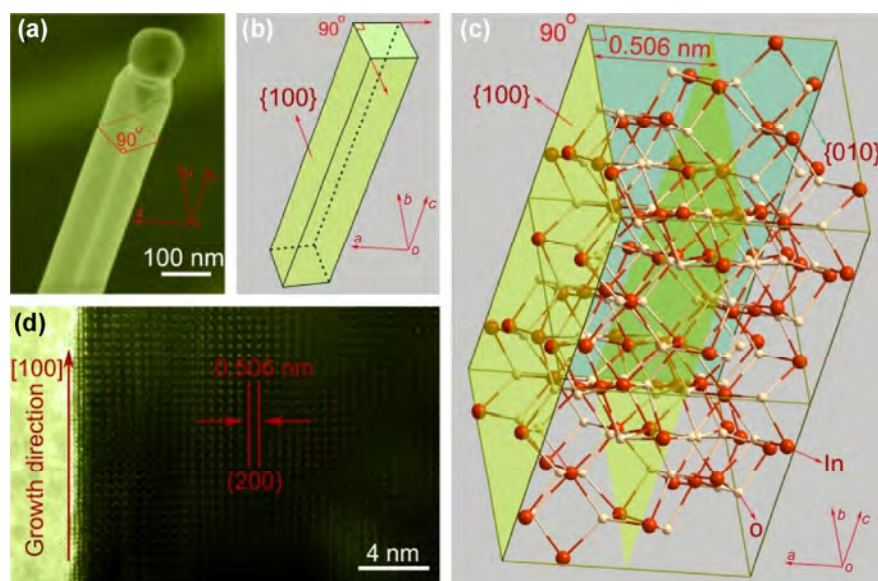 (a)
90°
a
c
o
100 nm
(b)
90°
{100}
b
c
a
o
(c)
90°
0.506 nm
{100}
{010}
In
O
b
c
a
o
(d)
[100]
Growth direction
0.506 nm
(200)
4 nm